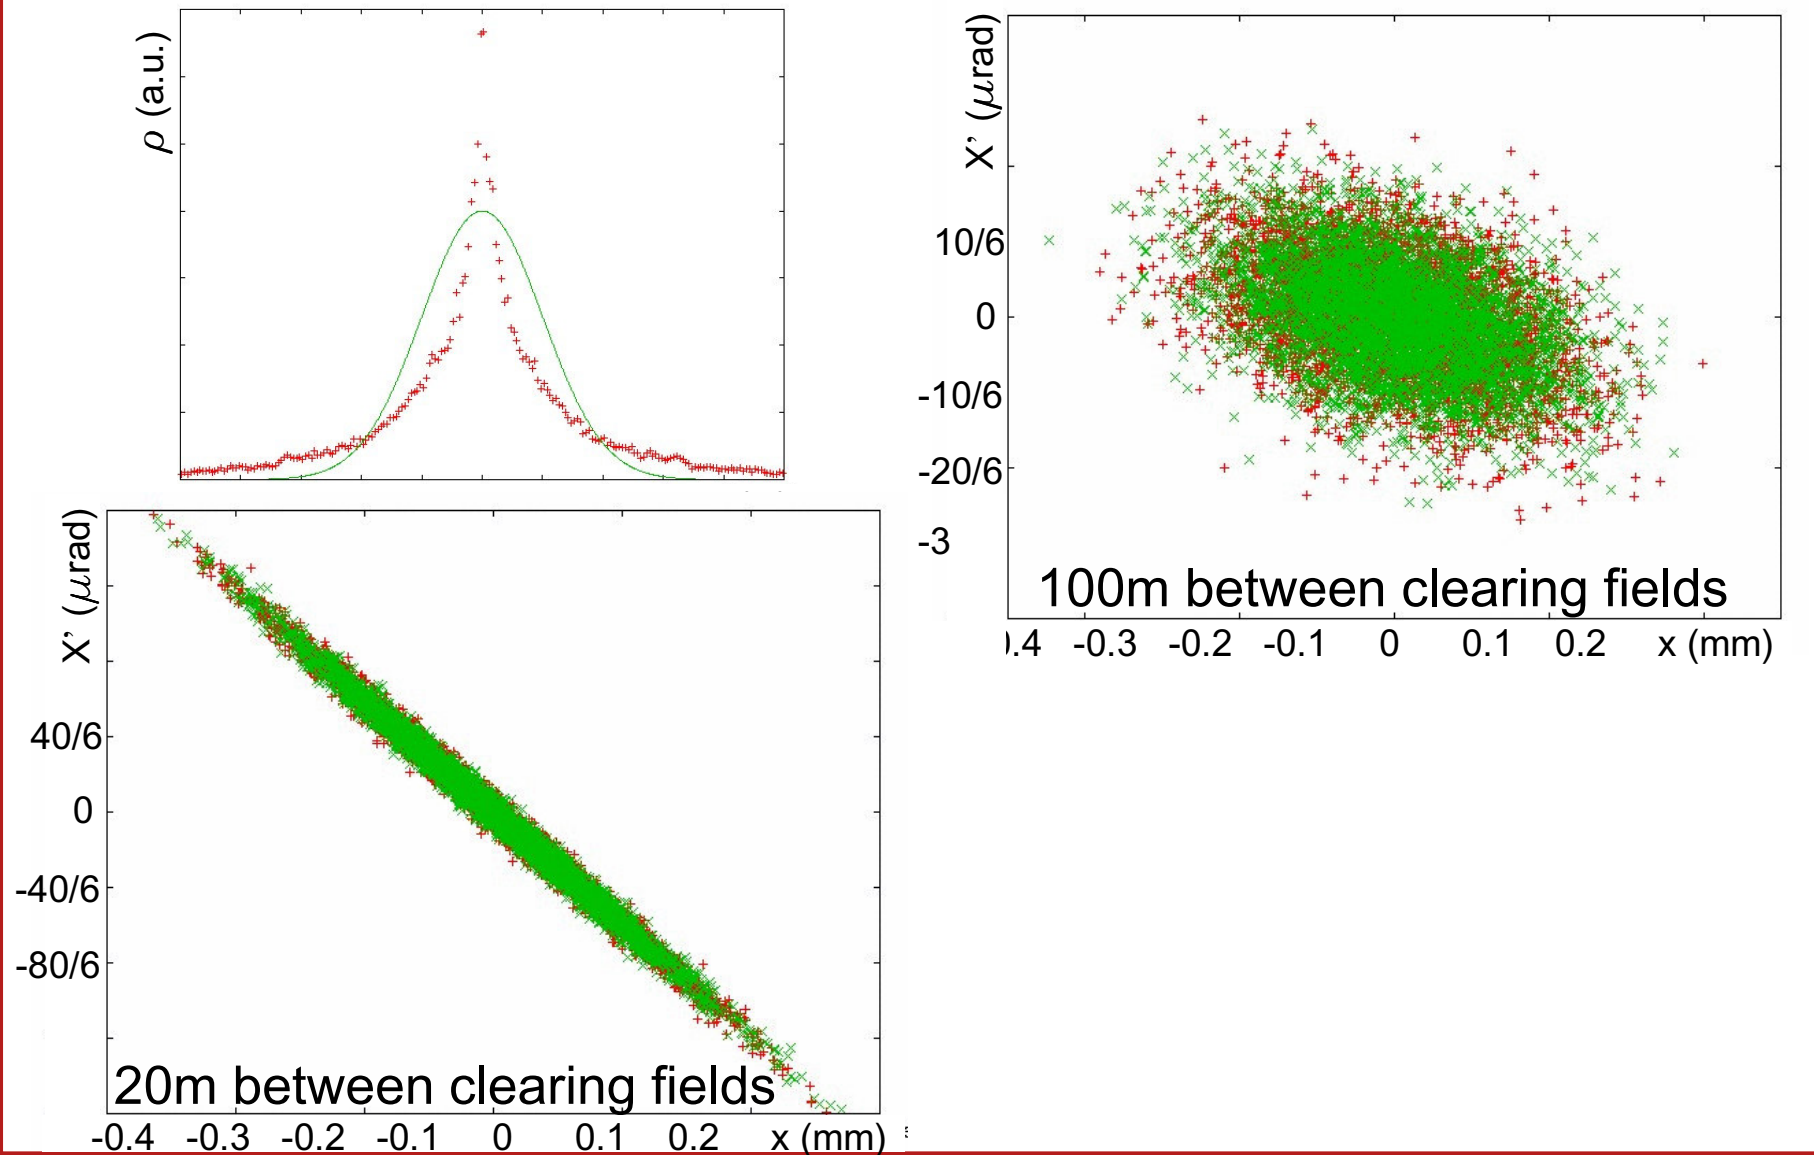 ρ (a.u.)
X’ (μrad)
10/6
0
-10/6
-20/6
-3
100m between clearing fields
).4 -0.3 -0.2 -0.1 0 0.1 0.2 x (mm)
X’ (μrad)
40/6
0
-40/6
-80/6
20m between clearing fields
-0.4 -0.3 -0.2 -0.1 0 0.1 0.2 x (mm)